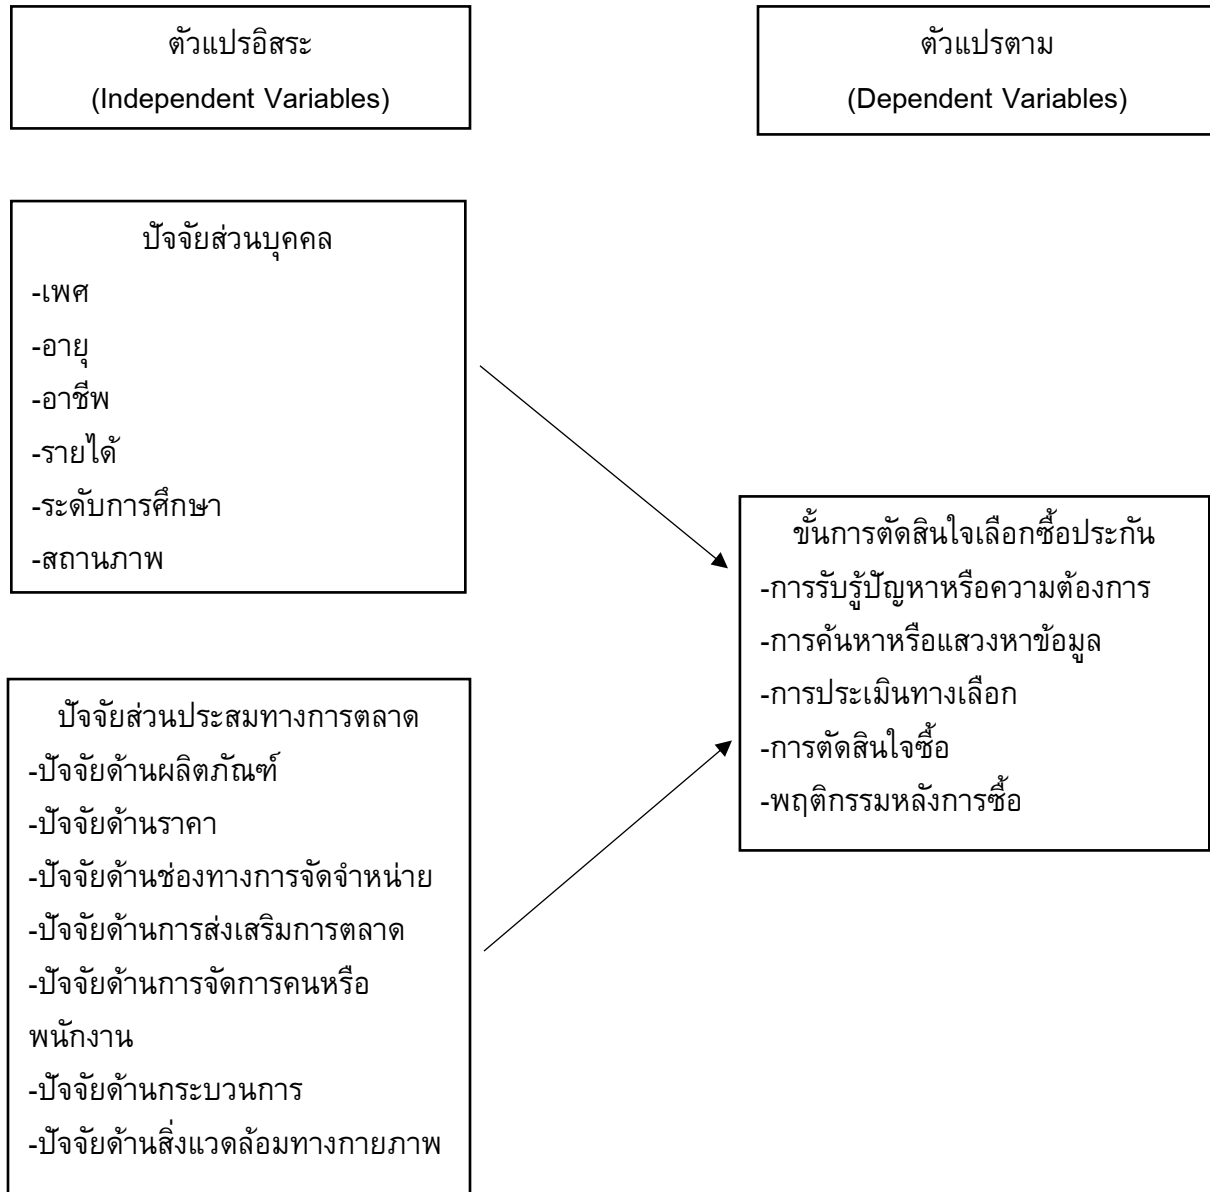 ตัวแปรอิสระ
(Independent Variables)
ตัวแปรตาม
(Dependent Variables)
ปัจจัยส่วนบุคคล
-เพศ
-อายุ
-อาชีพ
-รายได้
-ระดับการศึกษา
-สถานภาพ
ปัจจัยส่วนประสมทางการตลาด
-ปัจจัยด้านผลิตภัณฑ์
-ปัจจัยด้านราคา
-ปัจจัยด้านช่องทางการจัดจำหน่าย
-ปัจจัยด้านการส่งเสริมการตลาด
-ปัจจัยด้านการจัดการคนหรือ
พนักงาน
-ปัจจัยด้านกระบวนการ
-ปัจจัยด้านสิ่งแวดล้อมทางกายภาพ
ขั้นการตัดสินใจเลือกซื้อประกัน
-การรับรู้ปัญหาหรือความต้องการ
-การค้นหาหรือแสวงหาข้อมูล
-การประเมินทางเลือก
-การตัดสินใจซื้อ
-พฤติกรรมหลังการซื้อ